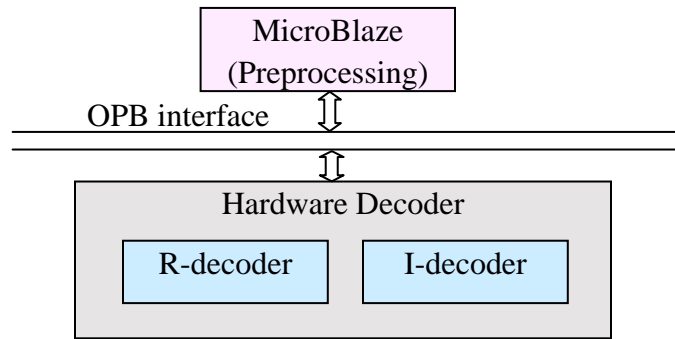 MicroBlaze
(Preprocessing)
OPB interface
Hardware Decoder
R-decoder
I-decoder